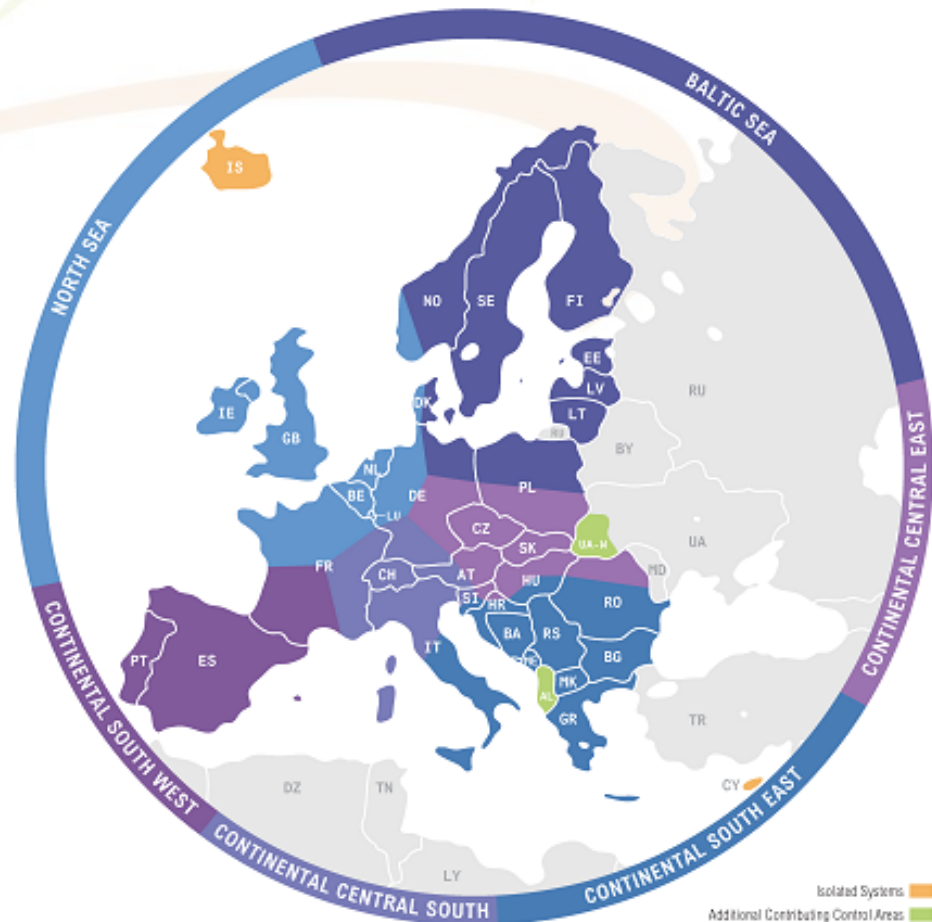 BALTIC SEA
NORTH SEA
CONTINENTAL CENTRAL EAST
CONTINENTAL SOUTH WEST
CONTINENTAL CENTRAL SOUTH
CONTINENTAL SOUTH EAST
IS
NO
SE
FI
EE
LV
LT
RU
RU
BY
DK
IE
GB
NL
BE
LU
DE
PL
CZ
SK
UA-W
UA
MD
FR
CH
AT
HU
SI
HR
RO
IT
BA
RS
BG
ME
MK
AL
GR
PT
ES
TR
CY
DZ
TN
LY
Isolated Systems
Additional Contributing Control Areas